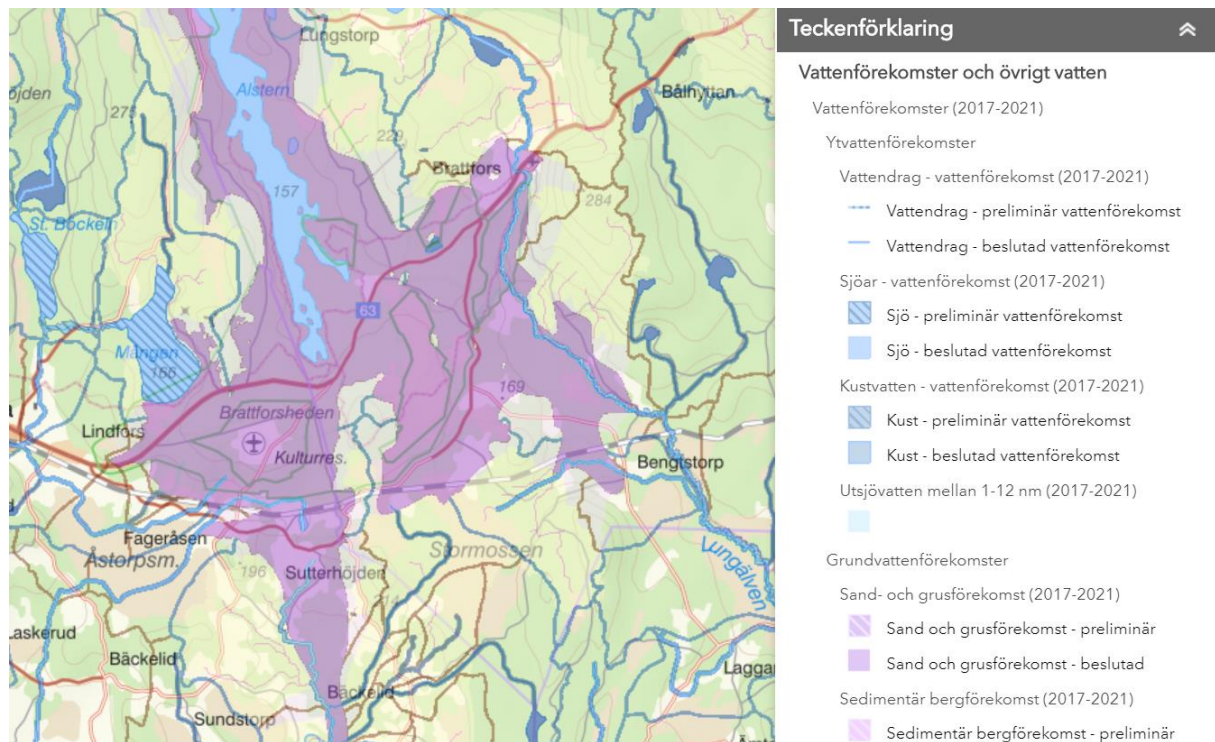 Lungstorp
ojden
275
Alstern
Bålhyttan
229
Brattfors
157
284
St. Böckeln
63
Mången
166
169
Brattforsheden
Lindfors
Kulturres.
Bengtstorp
Fageråsen
Åstorpsm.
Stormossen
Lungälven
196
Sutterhöjden
Laskerud
Bäckelid
Lagga
Bäckelid
Sundstorp
Teckenförklaring
Vattenförekomster och övrigt vatten
Vattenförekomster (2017-2021)
Ytvattenförekomster
Vattendrag - vattenförekomst (2017-2021)
Vattendrag - preliminär vattenförekomst
Vattendrag - beslutad vattenförekomst
Sjöar - vattenförekomst (2017-2021)
Sjö - preliminär vattenförekomst
Sjö - beslutad vattenförekomst
Kustvatten - vattenförekomst (2017-2021)
Kust - preliminär vattenförekomst
Kust - beslutad vattenförekomst
Utsjövatten mellan 1-12 nm (2017-2021)
Grundvattenförekomster
Sand- och grusförekomst (2017-2021)
Sand och grusförekomst - preliminär
Sand och grusförekomst - beslutad
Sedimentär bergförekomst (2017-2021)
Sedimentär bergförekomst - preliminär